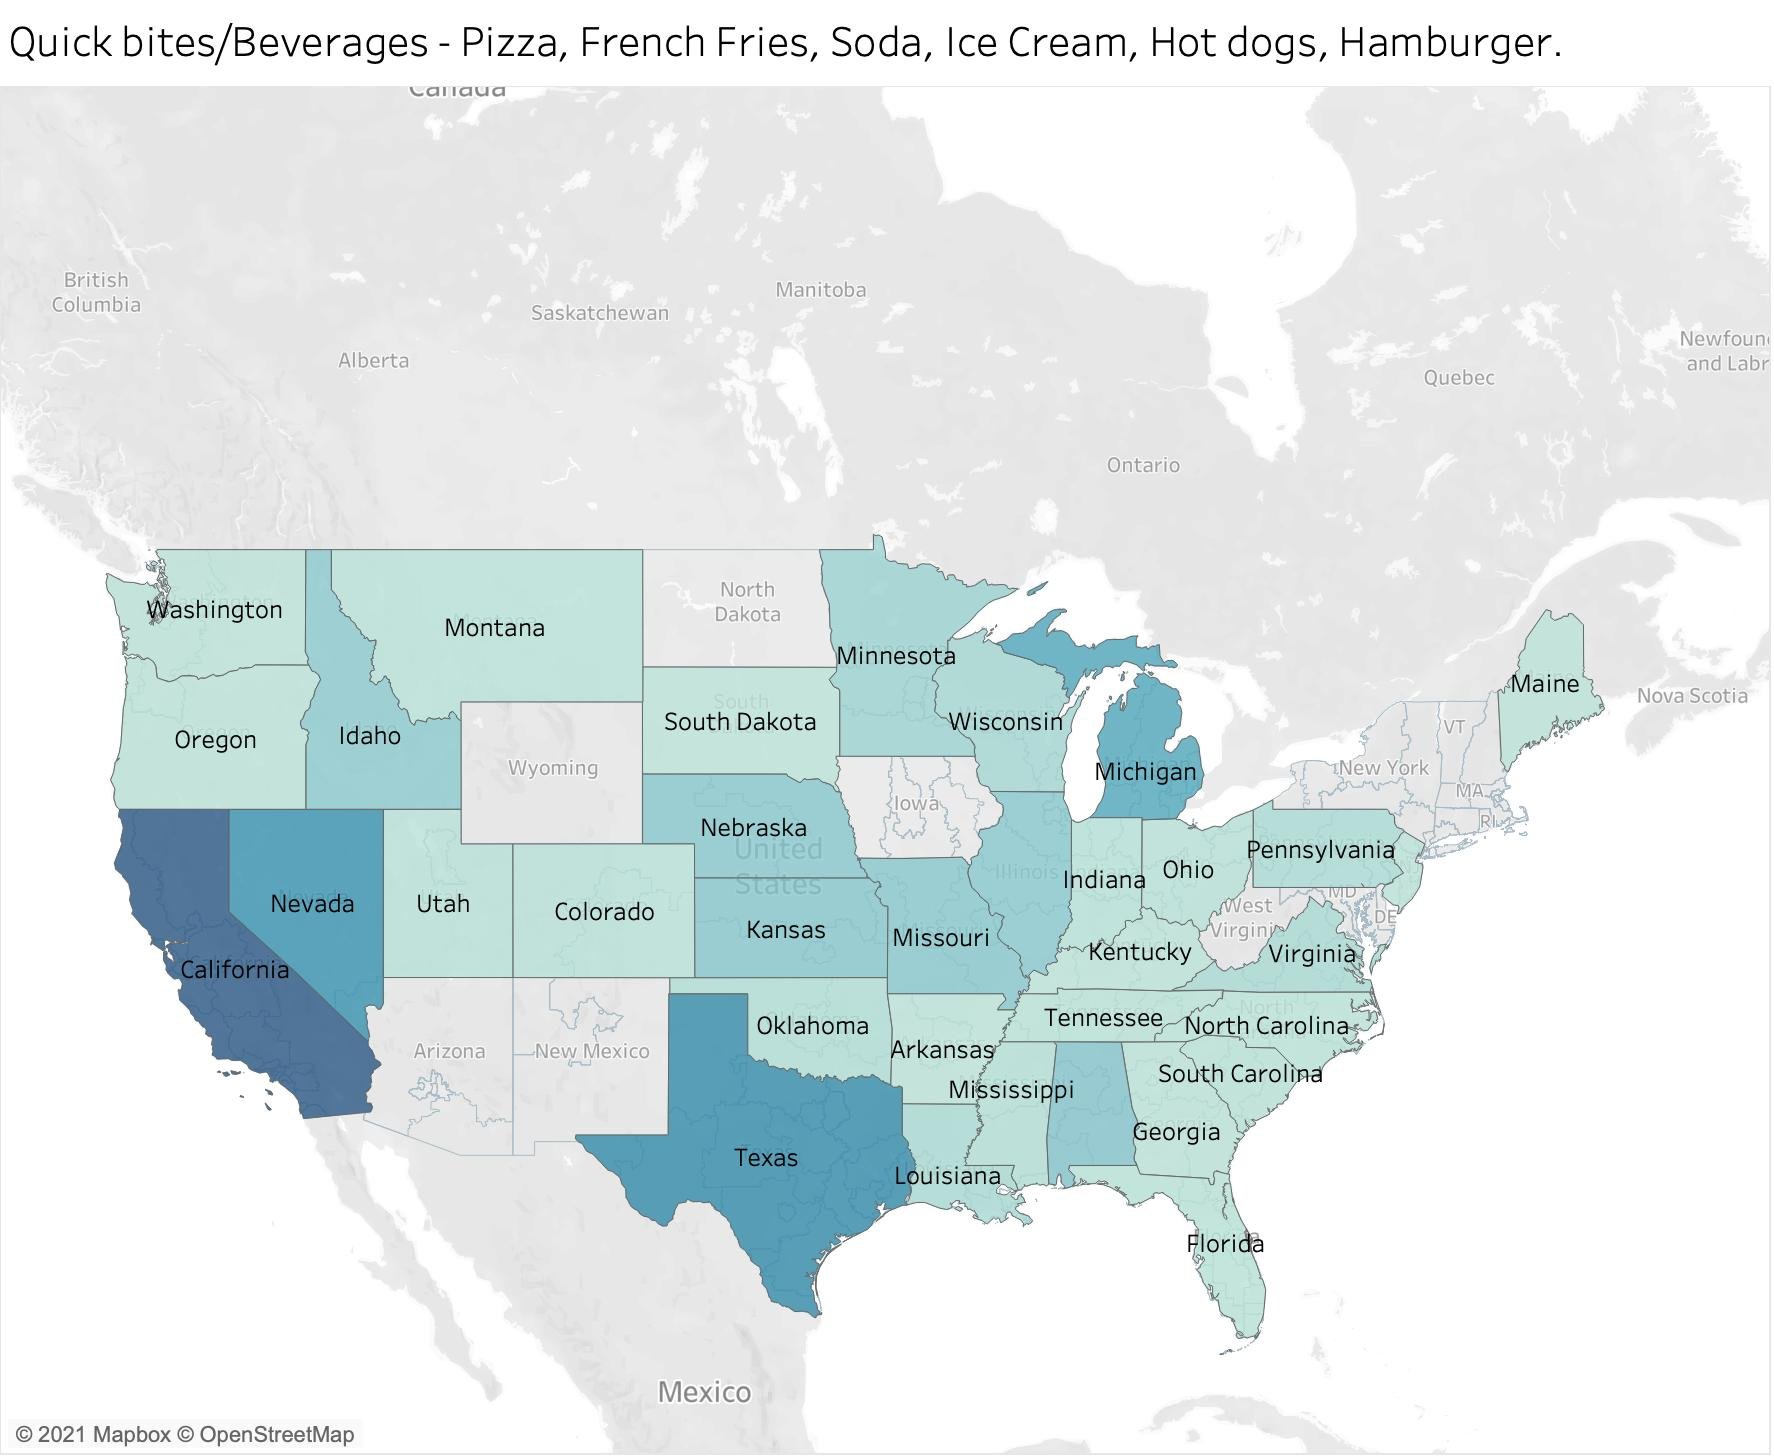 Quick bites/Beverages - Pizza, French Fries, Soda, Ice Cream, Hot dogs, Hamburger.
Canada
British
Columbia
Manitoba
Saskatchewan
Alberta
Newfoun
and Labr
Quebec
Ontario
Washington
Montana
North
Dakota
Minnesota
Maine
Nova Scotia
Oregon
Idaho
South
South Dakota
Wisconsin
VT
Wyoming
Michigan
New York
MA
RI
Iowa
Nebraska
United
States
Pennsylvania
Illinois
Indiana
Ohio
MD
DE
Nevada
Utah
Colorado
Kansas
Missouri
West
Virgini
Kentucky
Virginia
California
Tennessee
North
North Carolina
Oklahoma
Arizona
New Mexico
Arkansas
South Carolina
Mississippi
Georgia
Texas
Louisiana
Florida
Mexico
© 2021 Mapbox © OpenStreetMap